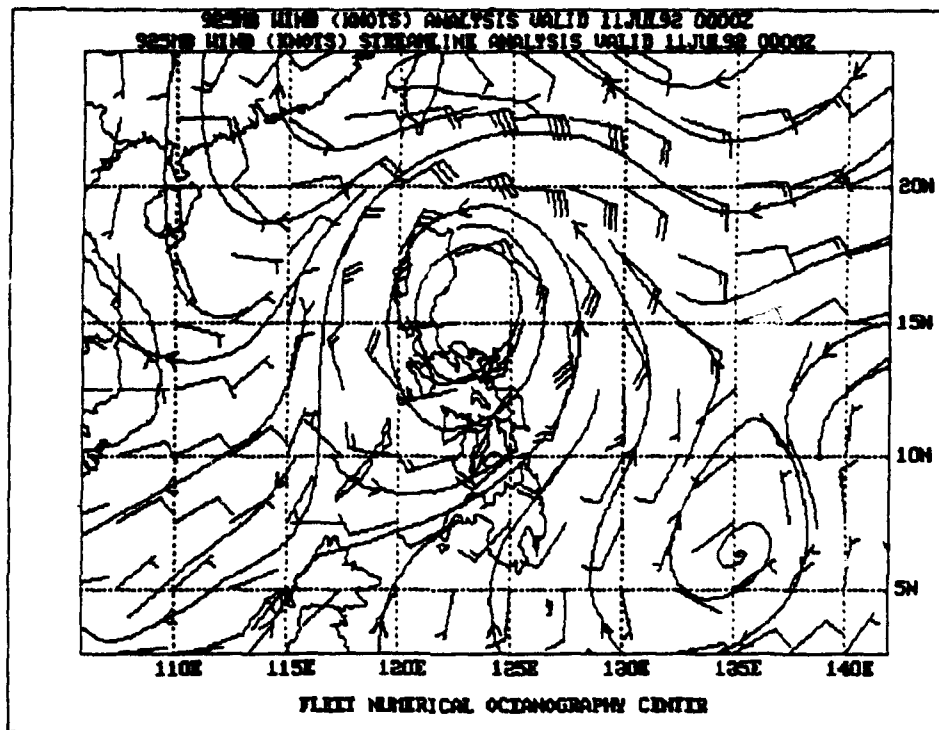 925MB WIND (KNOTS) ANALYSIS VALID 11JUL92 0000Z
925MB WIND (KNOTS) STREAMLINE ANALYSIS VALID 11JUL92 0000Z
20N
15N
10N
5N
110E 115E 120E 125E 130E 135E 140E
FLEET NUMERICAL OCEANOGRAPHY CENTER